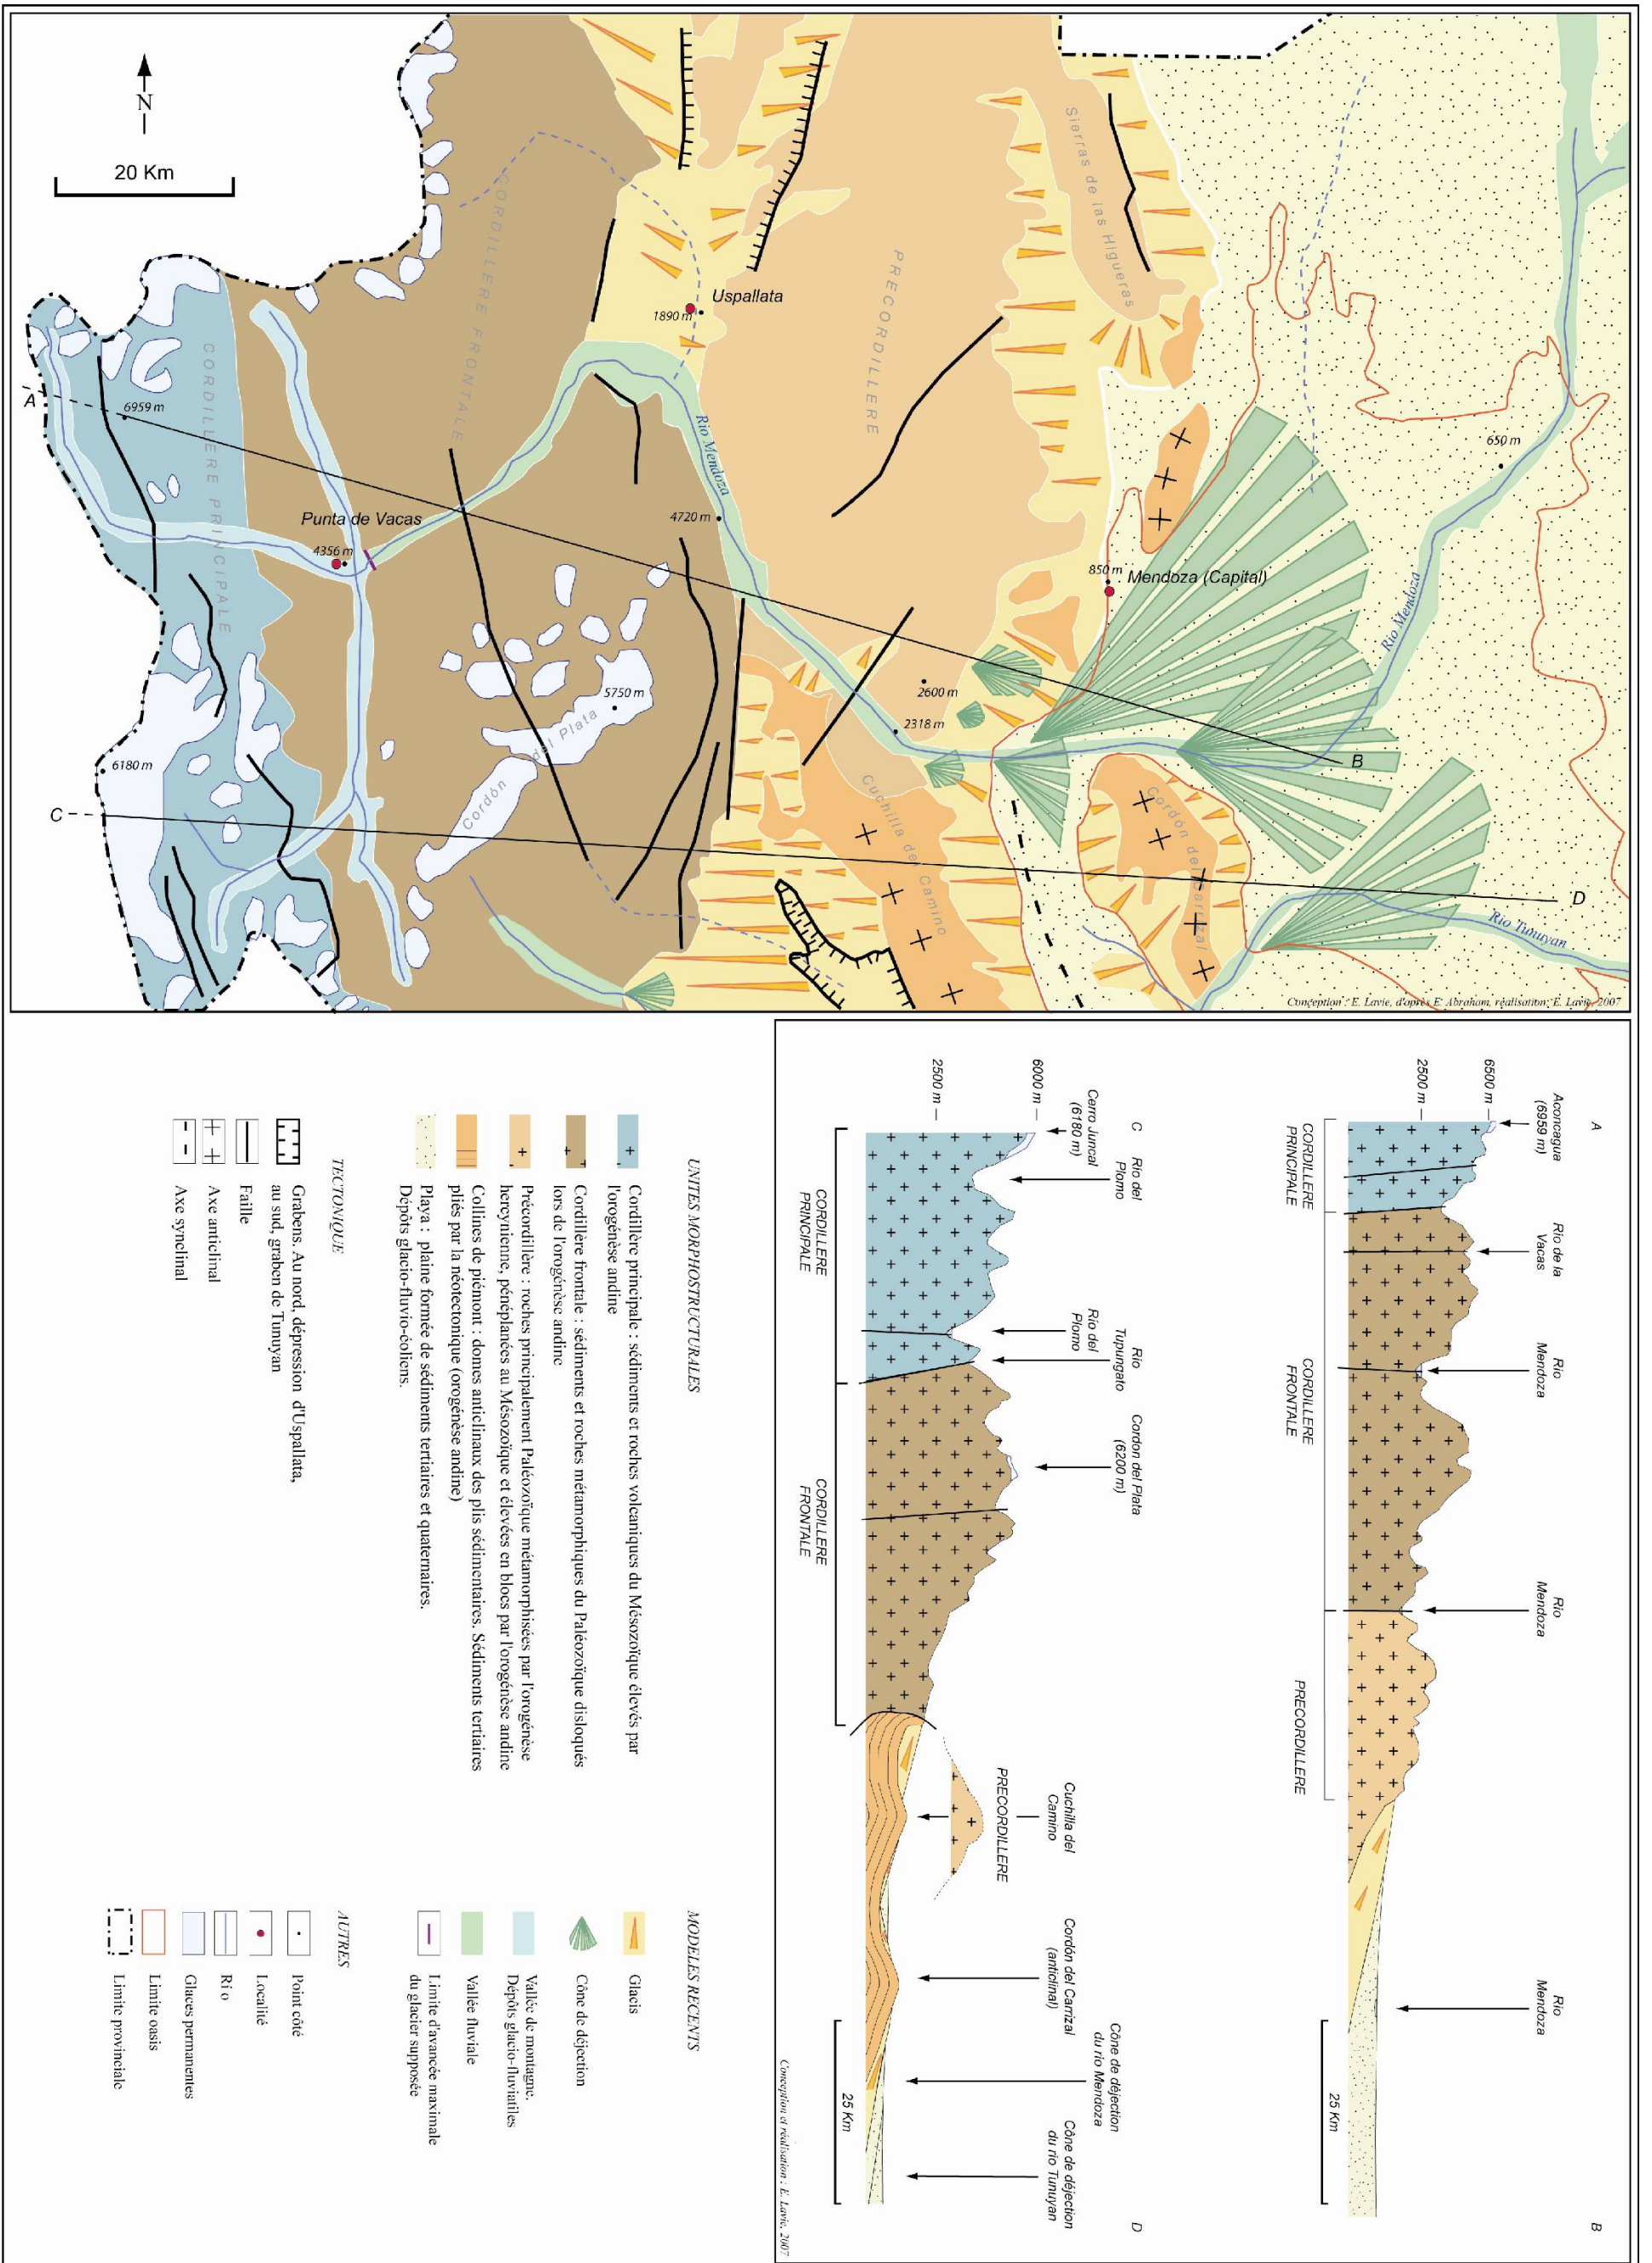 N
20 Km
CORDILLERE PRINCIPALE
CORDILLERE FRONTALE
PRECORDILLERE
Sierras de las Higueras
Uspallata
1890 m
A
6959 m
Rio Mendoza
650 m
4720 m
Punta de Vacas
4356 m
850 m
Mendoza (Capital)
Rio Mendoza
5750 m
Cordón del Plata
2600 m
2318 m
6180 m
B
C
Cuchilla del Camino
Cordón del Carrizal
D
Rio Tunuyan
Conception : E. Lavie, d'après E. Abraham, réalisation; E. Lavie, 2007
A
B
Aconcagua
(6959 m)
Rio de la
Vacas
Rio
Mendoza
Rio
Mendoza
Rio
Mendoza
6500 m
2500 m
CORDILLERE
PRINCIPALE
CORDILLERE
FRONTALE
PRECORDILLERE
25 Km
C
D
Cerro Juncal
(6180 m)
Rio del
Plomo
Rio del
Plomo
Rio
Tupungato
Cordon del Plata
(6200 m)
Cuchilla del
Camino
PRECORDILLERE
Cordón del Carrizal
(anticlinal)
Cône de déjection
du rio Mendoza
Cône de déjection
du rio Tunuyan
6000 m
2500 m
CORDILLERE
PRINCIPALE
CORDILLERE
FRONTALE
25 Km
Conception et réalisation : E. Lavie, 2007
UNITES MORPHOSTRUCTURALES
Cordillère principale : sédiments et roches volcaniques du Mésozoïque élevés par
l'orogénèse andine
Cordillère frontale : sédiments et roches métamorphiques du Paléozoïque disloqués
lors de l'orogénèse andine
Précordillère : roches principalement Paléozoïque métamorphisées par l'orogénèse
hercynienne, pénéplanées au Mésozoïque et élevées en blocs par l'orogénèse andine
Collines de piémont : domes anticlinaux des plis sédimentaires. Sédiments tertiaires
pliés par la néotectonique (orogénèse andine)
Playa : plaine formée de sédiments tertiaires et quaternaires.
Dépôts glacio-fluvio-éoliens.
TECTONIQUE
Grabens. Au nord, dépression d'Uspallata,
au sud, graben de Tunuyan
Faille
Axe anticlinal
Axe synclinal
MODELES RECENTS
Glacis
Cône de déjection
Vallée de montagne.
Dépôts glacio-fluviatiles
Vallée fluviale
Limite d'avancée maximale
du glacier supposée
AUTRES
Point côté
Localité
Rio
Glaces permanentes
Limite oasis
Limite provinciale